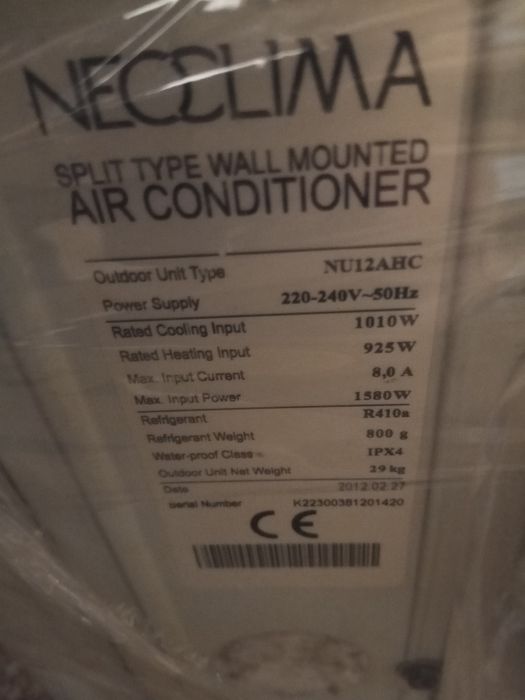 NEOCLIMA
SPLIT TYPE WALL MOUNTED
AIR CONDITIONER
Outdoor Unit Type NU12AHC
Power Supply 220-240V~50Hz
Rated Cooling Input 1010W
Rated Heating Input 925W
Max. Input Current 8,0 A
Max. Input Power 1580W
Refrigerant R410a
Refrigerant Weight 800 g
Water-proof Class IPX4
Outdoor Unit Net Weight 29 kg
Date 2012.02.27
Serial Number K22300381201420
CE